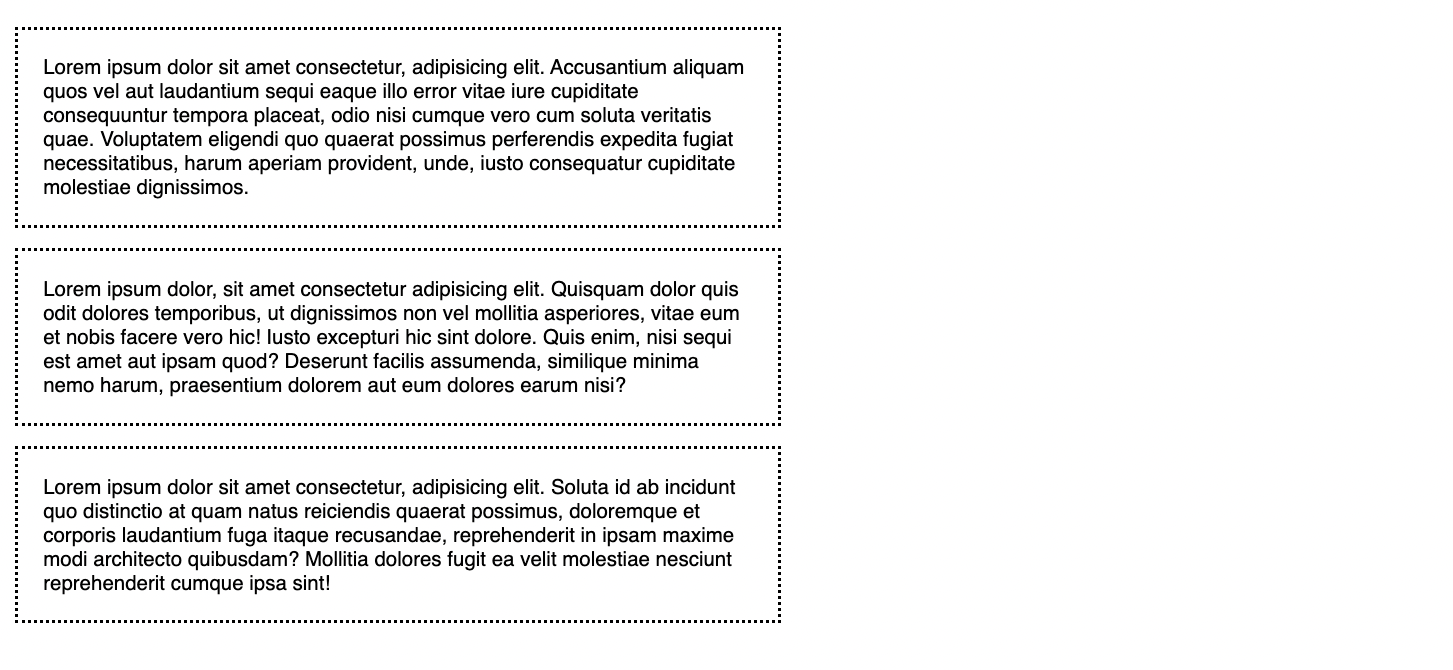 Lorem ipsum dolor sit amet consectetur, adipisicing elit. Accusantium aliquam
quos vel aut laudantium sequi eaque illo error vitae iure cupiditate
consequuntur tempora placeat, odio nisi cumque vero cum soluta veritatis
quae. Voluptatem eligendi quo quaerat possimus perferendis expedita fugiat
necessitatibus, harum aperiam provident, unde, iusto consequatur cupiditate
molestiae dignissimos.
Lorem ipsum dolor, sit amet consectetur adipisicing elit. Quisquam dolor quis
odit dolores temporibus, ut dignissimos non vel mollitia asperiores, vitae eum
et nobis facere vero hic! Iusto excepturi hic sint dolore. Quis enim, nisi sequi
est amet aut ipsam quod? Deserunt facilis assumenda, similique minima
nemo harum, praesentium dolorem aut eum dolores earum nisi?
Lorem ipsum dolor sit amet consectetur, adipisicing elit. Soluta id ab incidunt
quo distinctio at quam natus reiciendis quaerat possimus, doloremque et
corporis laudantium fuga itaque recusandae, reprehenderit in ipsam maxime
modi architecto quibusdam? Mollitia dolores fugit ea velit molestiae nesciunt
reprehenderit cumque ipsa sint!